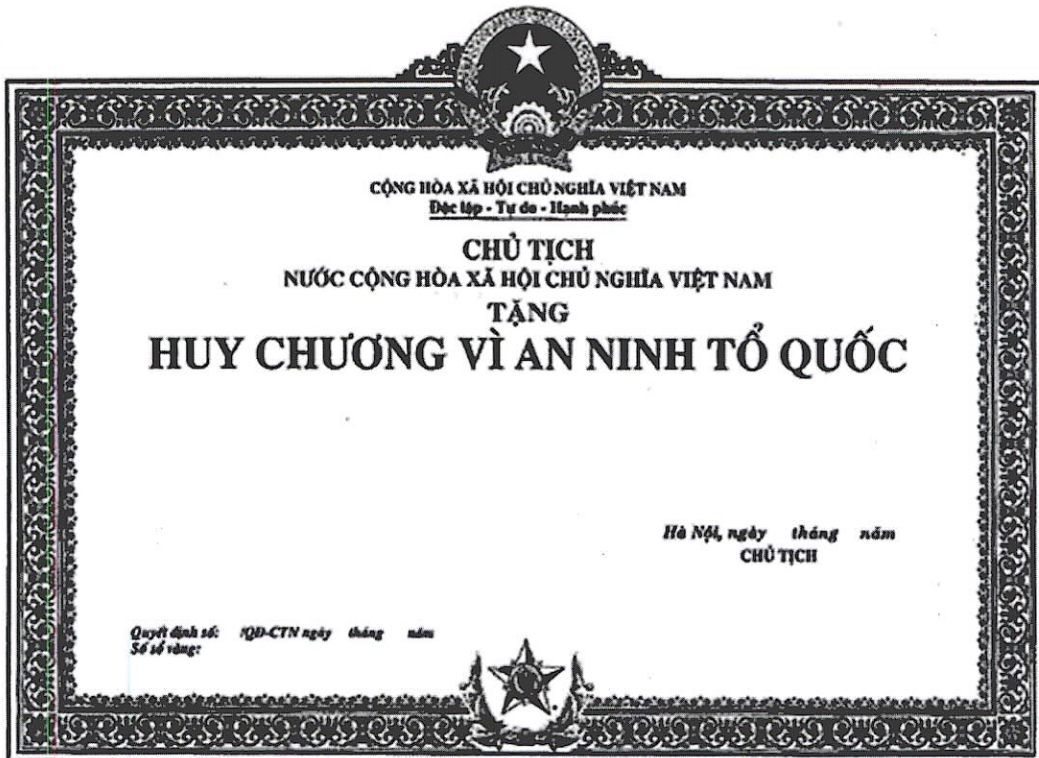 CỘNG HÒA XÃ HỘI CHỦ NGHĨA VIỆT NAM
Độc lập - Tự do - Hạnh phúc
CHỦ TỊCH
NƯỚC CỘNG HÒA XÃ HỘI CHỦ NGHĨA VIỆT NAM
TẶNG
HUY CHƯƠNG VÌ AN NINH TỔ QUỐC
Hà Nội, ngày tháng năm
CHỦ TỊCH
Quyết định số: /QĐ-CTN ngày tháng năm
Số sổ vàng: